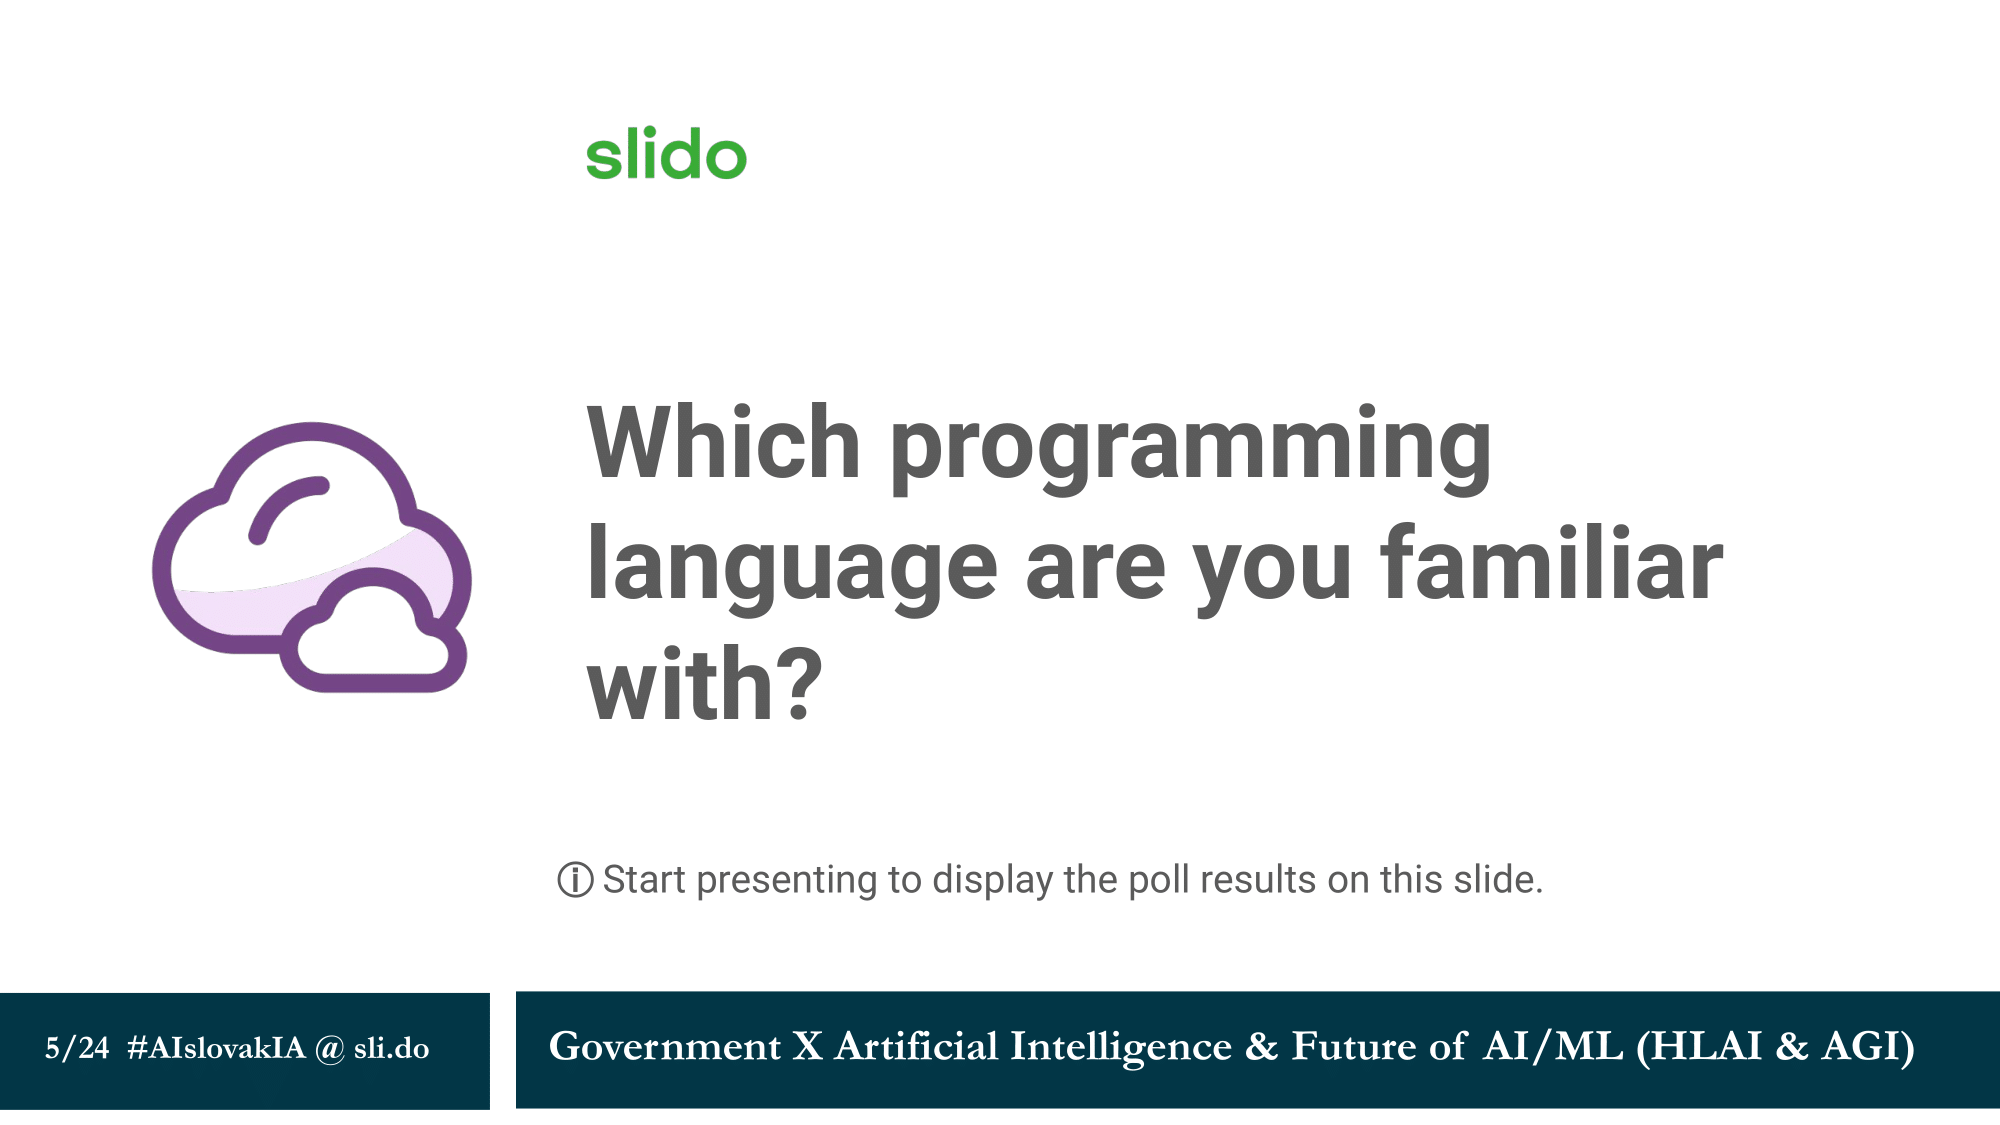 slido
Which programming
language are you familiar
with?
ⓘ Start presenting to display the poll results on this slide.
5/24 #AIslovakIA @ sli.do
Government X Artificial Intelligence & Future of AI/ML (HLAI & AGI)